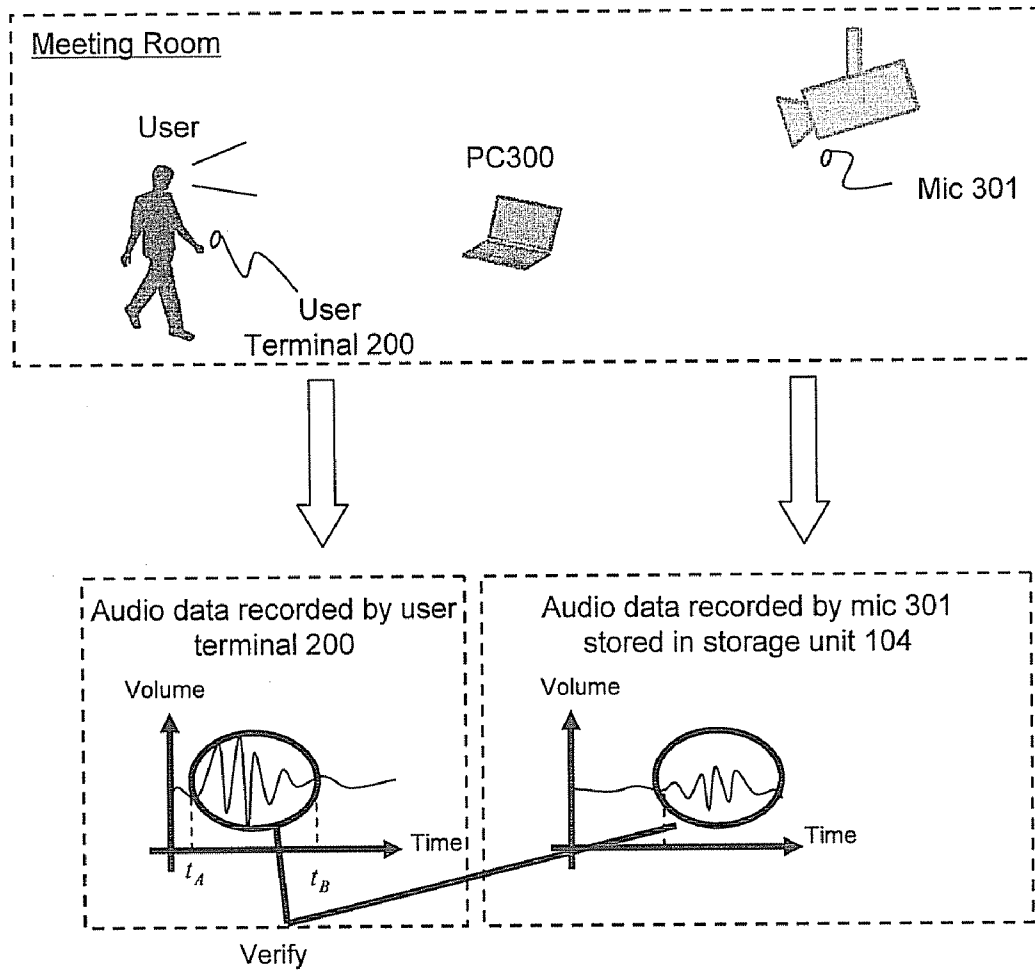 Meeting Room
User
PC300
Mic 301
User
Terminal 200
Audio data recorded by user
terminal 200
Volume
Time
t_A
t_B
Audio data recorded by mic 301
stored in storage unit 104
Volume
Time
Verify